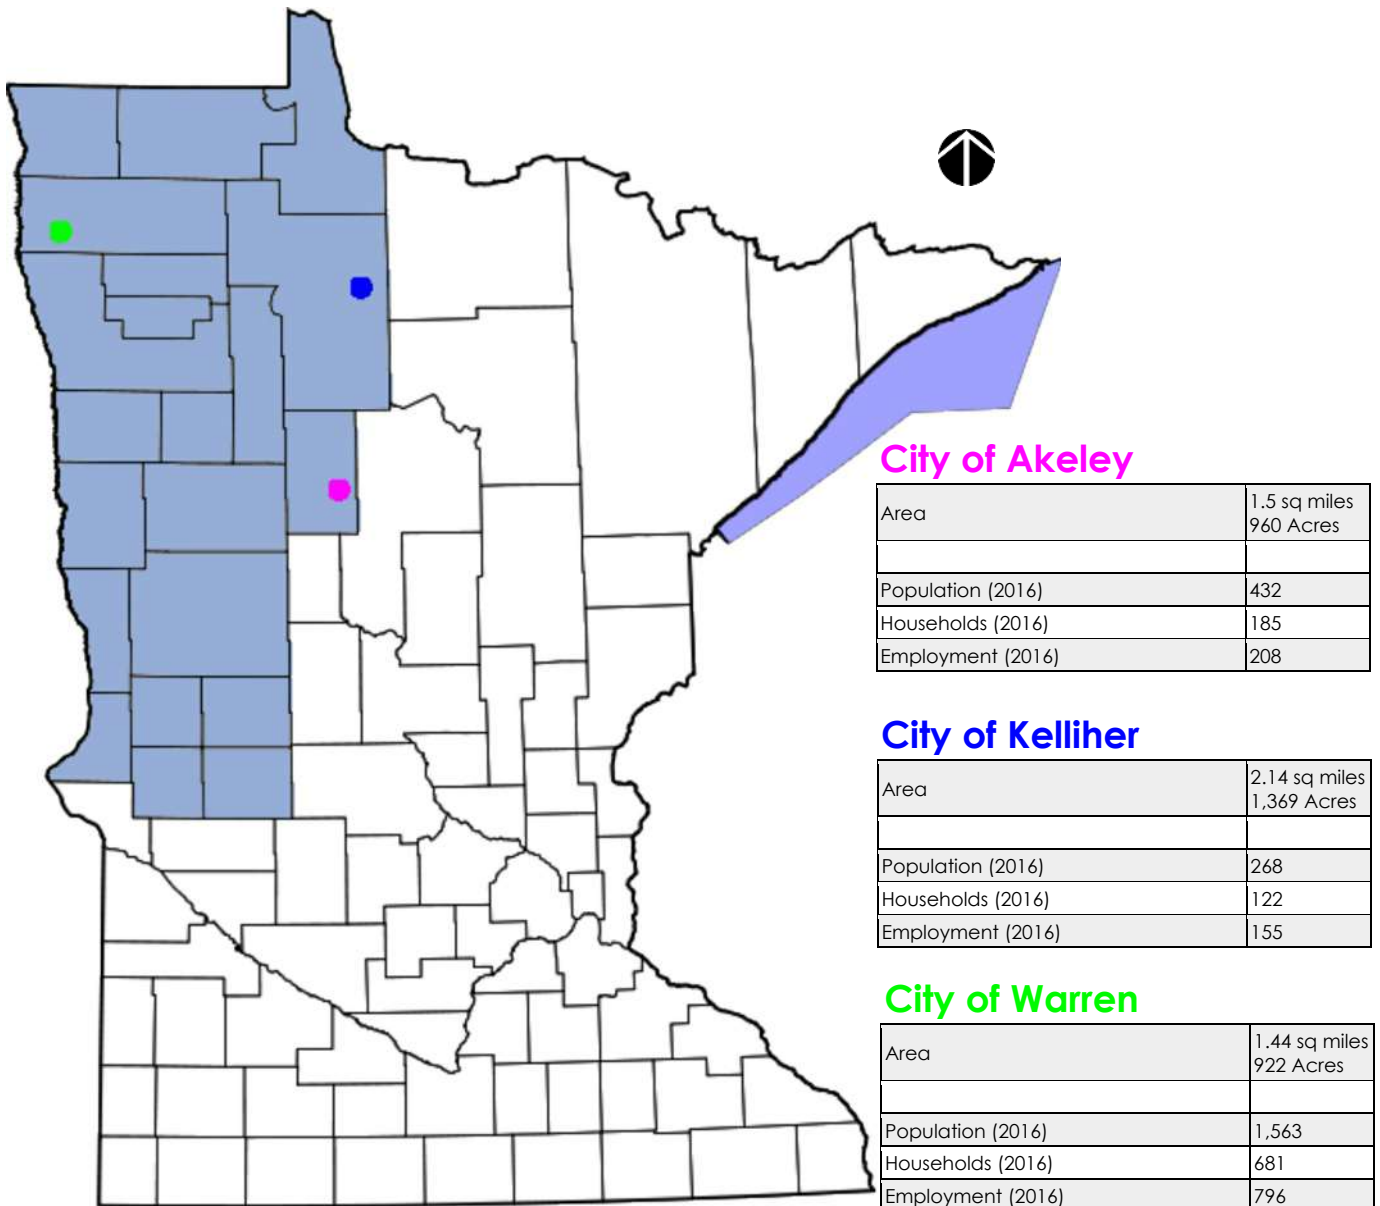 City of Akeley
Area 1.5 sq miles
960 Acres
Population (2016) 432
Households (2016) 185
Employment (2016) 208
City of Kelliher
Area 2.14 sq miles
1,369 Acres
Population (2016) 268
Households (2016) 122
Employment (2016) 155
City of Warren
Area 1.44 sq miles
922 Acres
Population (2016) 1,563
Households (2016) 681
Employment (2016) 796